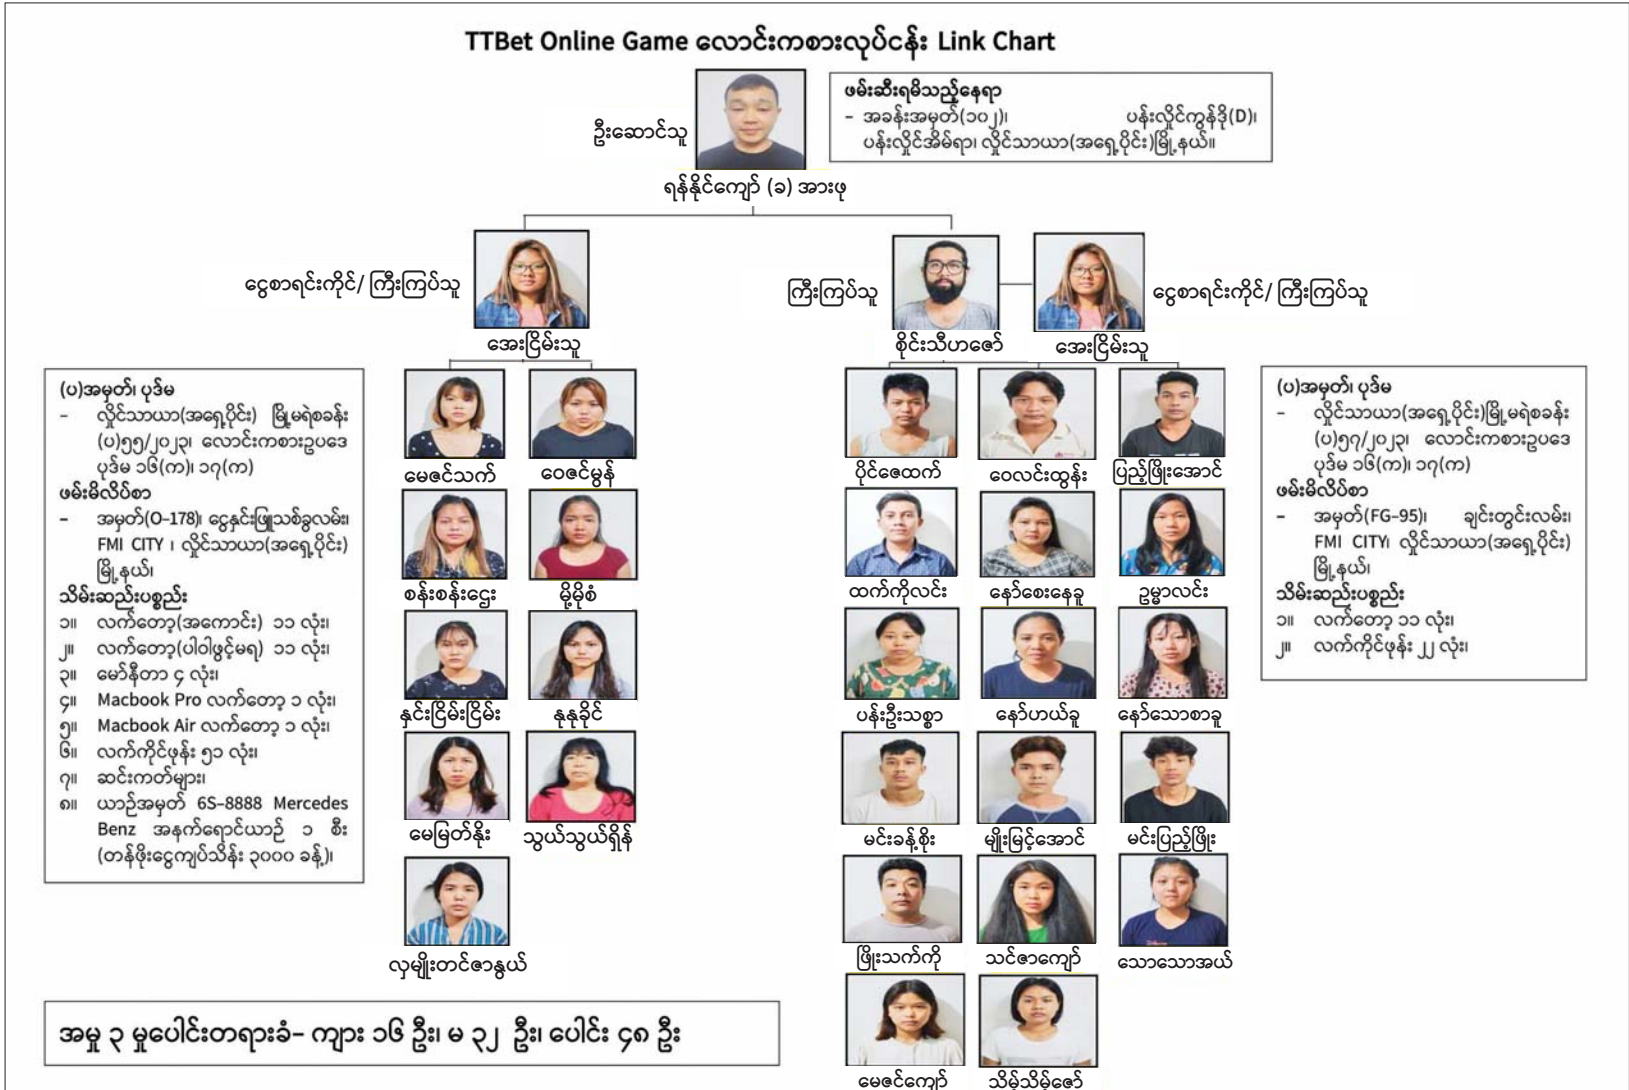 TTBet Online Game လောင်းကစားလုပ်ငန်း Link Chart
ဦးဆောင်သူ
ရန်နိုင်ကျော် (ခ) အားဖု
ဖမ်းဆီးရမိသည့်နေရာ
– အခန်းအမှတ်(၁၀၂)၊ ပန်းလှိုင်ကွန်ဒို(D)၊
ပန်းလှိုင်အိမ်ရာ၊ လှိုင်သာယာ(အရှေ့ပိုင်း)မြို့နယ်။
ငွေစာရင်းကိုင်/ ကြီးကြပ်သူ
အေးငြိမ်းသူ
ကြီးကြပ်သူ
စိုင်းသီဟဇော်
အေးငြိမ်းသူ
ငွေစာရင်းကိုင်/ ကြီးကြပ်သူ
(ပ)အမှတ်၊ ပုဒ်မ
– လှိုင်သာယာ(အရှေ့ပိုင်း) မြို့မရဲစခန်း
(ပ)၅၅/၂၀၂၃၊ လောင်းကစားဥပဒေ
ပုဒ်မ ၁၆(က)၊ ၁၇(က)
ဖမ်းမိလိပ်စာ
– အမှတ်(O-178)၊ ငွေနှင်းဖြူသစ်ခွလမ်း၊
FMI CITY ၊ လှိုင်သာယာ(အရှေ့ပိုင်း)
မြို့နယ်၊
သိမ်းဆည်းပစ္စည်း
၁။ လက်တော့(အကောင်း) ၁၁ လုံး၊
၂။ လက်တော့(ပါဝါဖွင့်မရ) ၁၁ လုံး၊
၃။ မော်နီတာ ၄ လုံး၊
၄။ Macbook Pro လက်တော့ ၁ လုံး၊
၅။ Macbook Air လက်တော့ ၁ လုံး၊
၆။ လက်ကိုင်ဖုန်း ၅၁ လုံး၊
၇။ ဆင်းကတ်များ၊
၈။ ယာဉ်အမှတ် 6S-8888 Mercedes
Benz အနက်ရောင်ယာဉ် ၁ စီး
(တန်ဖိုးငွေကျပ်သိန်း ၃၀၀၀ ခန့်)၊
မေဇင်သက်
ဝေဇင်မွန်
စန်းစန်းဌေး
မို့မိုစံ
နှင်းငြိမ်းငြိမ်း
နုနုခိုင်
မေမြတ်နိုး
သွယ်သွယ်ရှိန်
လှမျိုးတင်ဇာနွယ်
ပိုင်ဇေထက်
ဝေလင်းထွန်း
ပြည့်ဖြိုးအောင်
ထက်ကိုလင်း
နော်စေးနေခူ
ဥမ္မာလင်း
ပန်းဦးသစ္စာ
နော်ဟယ်ခူ
နော်သောစာခူ
မင်းခန့်စိုး
မျိုးမြင့်အောင်
မင်းပြည့်ဖြိုး
ဖြိုးသက်ကို
သင်ဇာကျော်
သောသောအယ်
မေဇင်ကျော်
သိမ့်သိမ့်ဇော်
(ပ)အမှတ်၊ ပုဒ်မ
– လှိုင်သာယာ(အရှေ့ပိုင်း)မြို့မရဲစခန်း
(ပ)၅၇/၂၀၂၃၊ လောင်းကစားဥပဒေ
ပုဒ်မ ၁၆(က)၊ ၁၇(က)
ဖမ်းမိလိပ်စာ
– အမှတ်(FG-95)၊ ချင်းတွင်းလမ်း၊
FMI CITY၊ လှိုင်သာယာ(အရှေ့ပိုင်း)
မြို့နယ်၊
သိမ်းဆည်းပစ္စည်း
၁။ လက်တော့ ၁၁ လုံး၊
၂။ လက်ကိုင်ဖုန်း ၂၂ လုံး၊
အမှု ၃ မှုပေါင်းတရားခံ– ကျား ၁၆ ဦး၊ မ ၃၂ ဦး၊ ပေါင်း ၄၈ ဦး